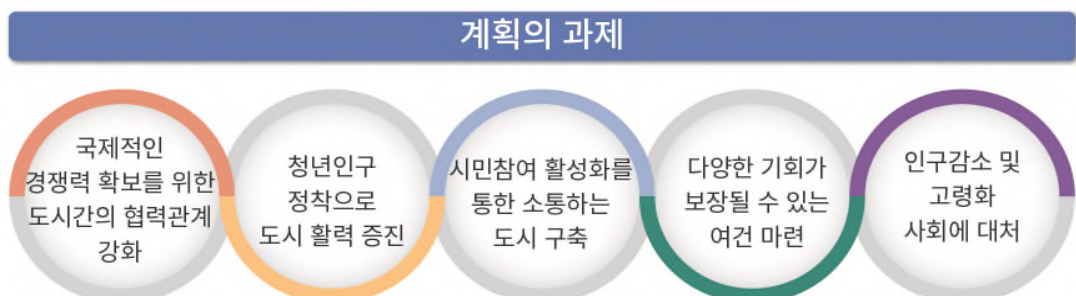 계획의 과제
국제적인
경쟁력 확보를 위한
도시간의 협력관계
강화
청년인구
정착으로
도시 활력 증진
시민참여 활성화를
통한 소통하는
도시 구축
다양한 기회가
보장될 수 있는
여건 마련
인구감소 및
고령화
사회에 대처